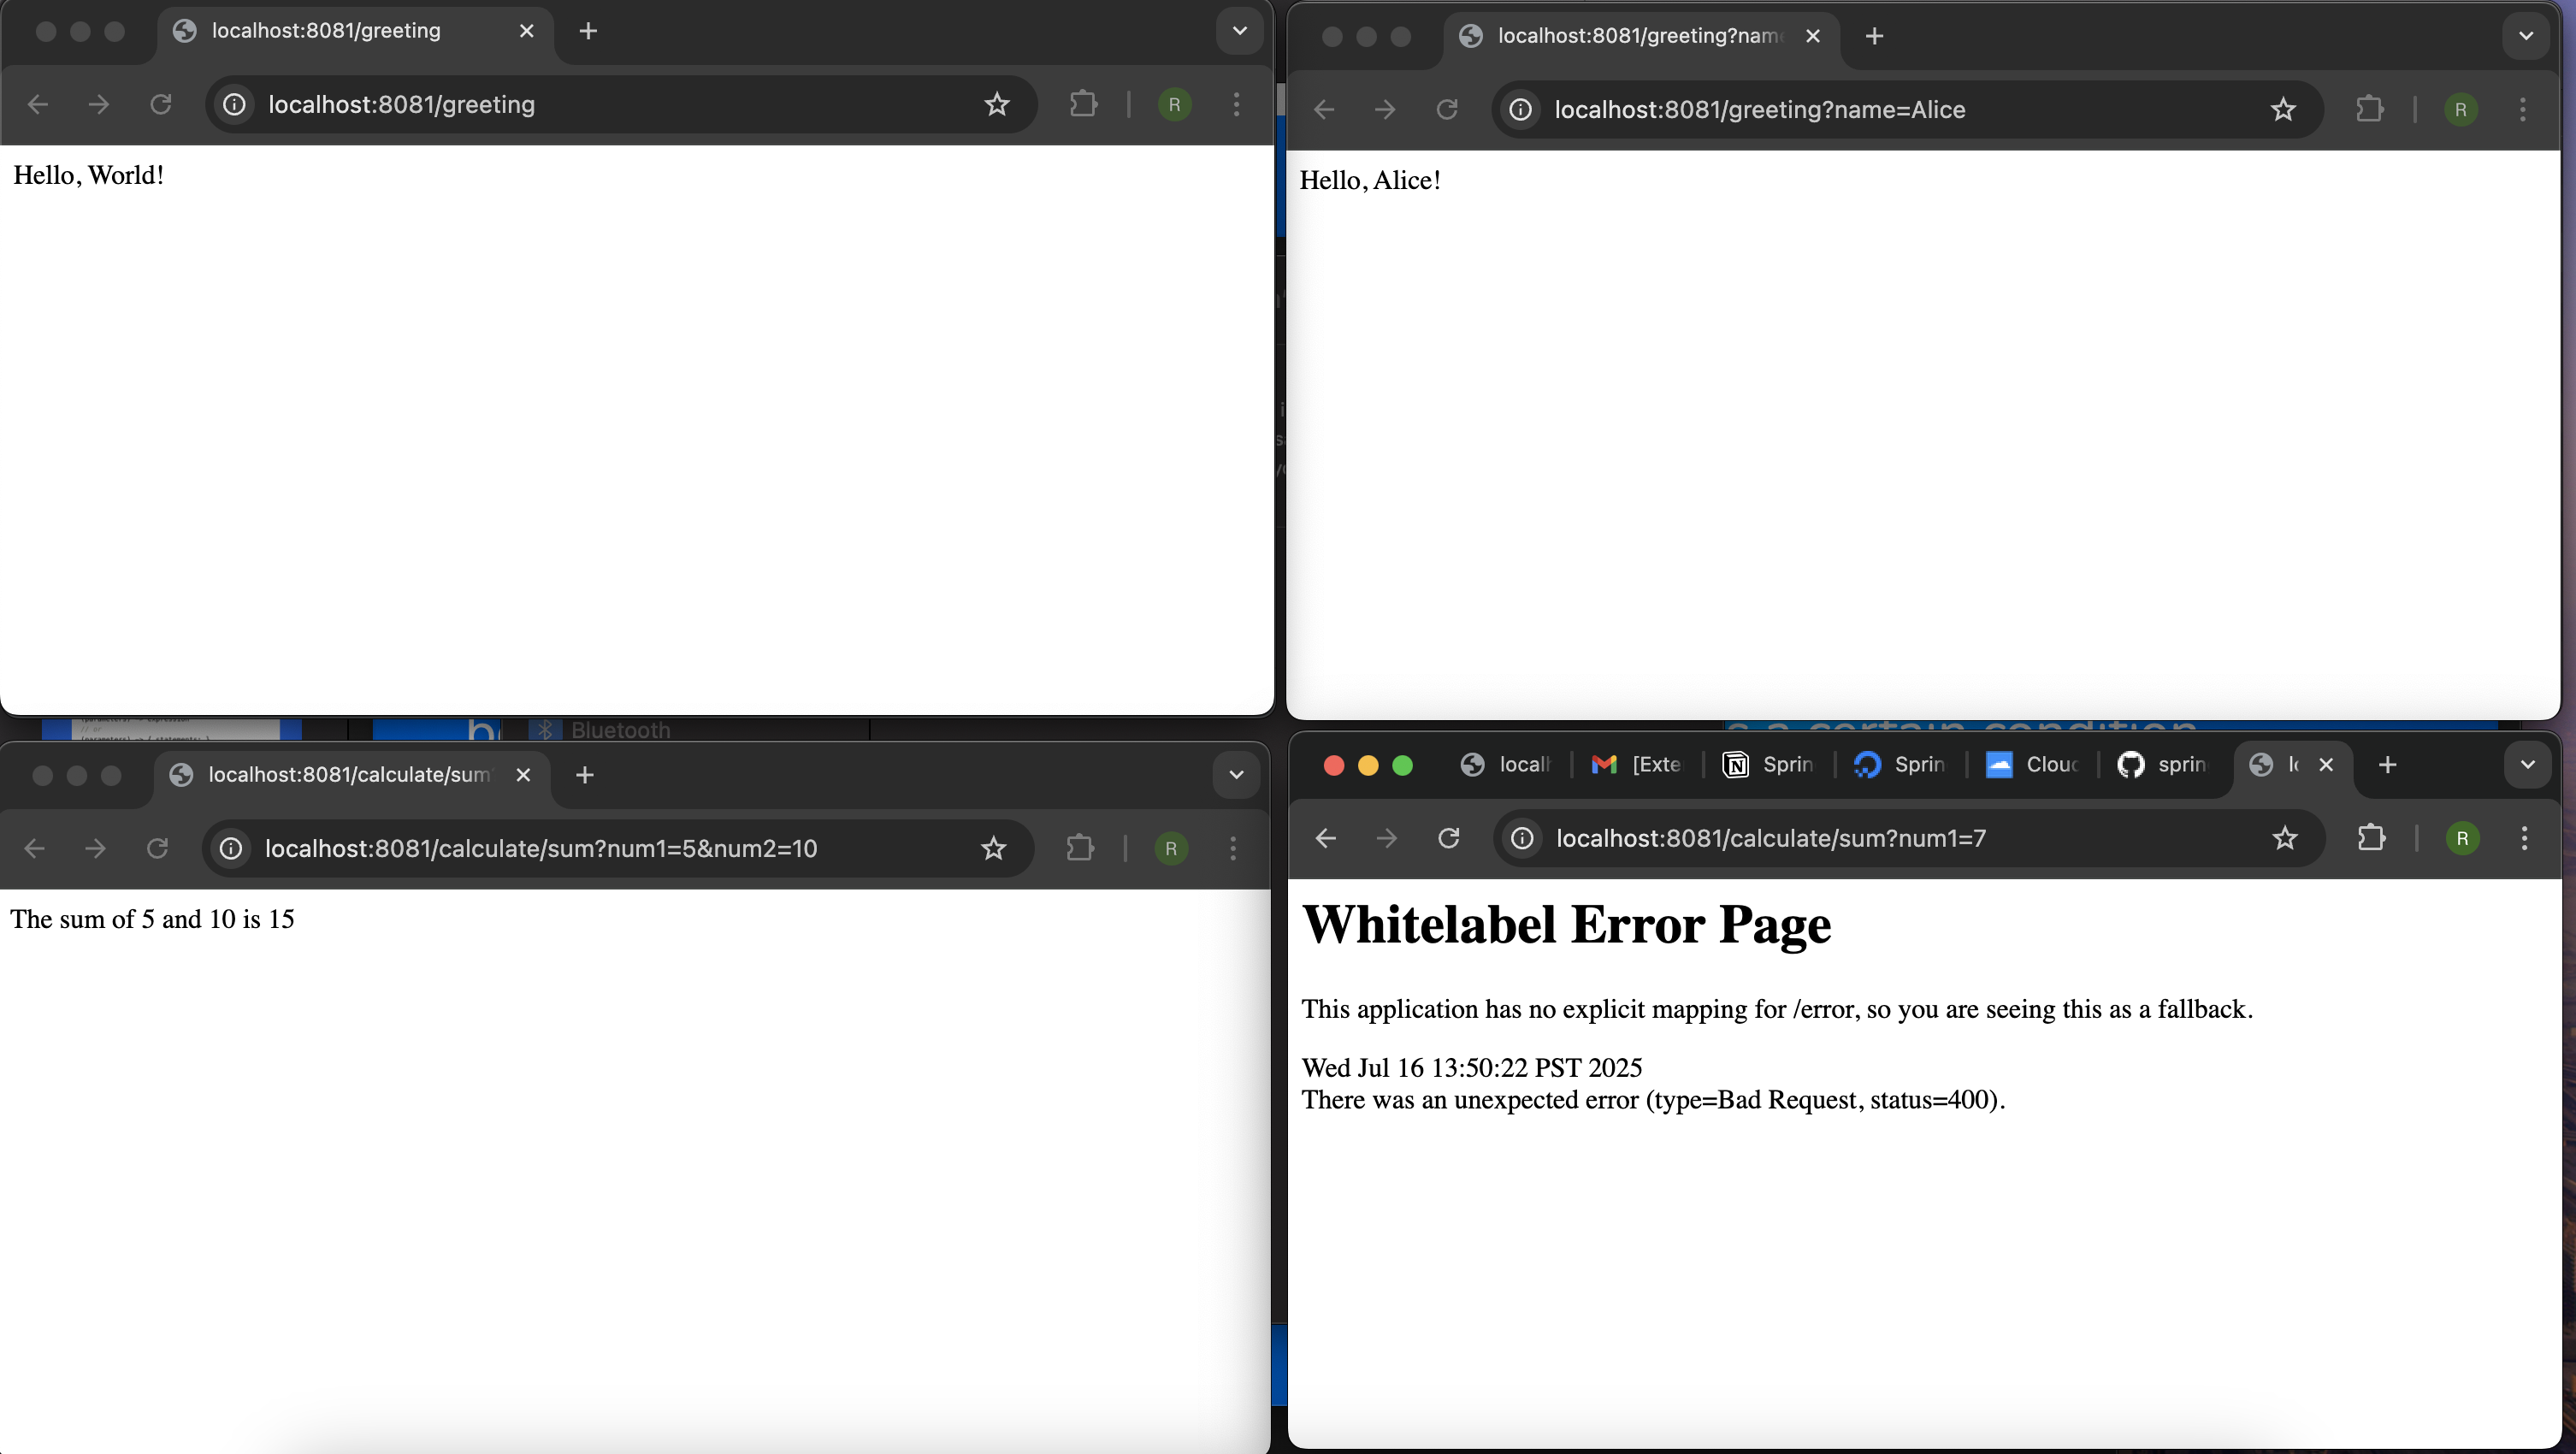 localhost:8081/greeting
localhost:8081/greeting
R
Hello, World!
localhost:8081/greeting?nam
localhost:8081/greeting?name=Alice
R
Hello, Alice!
Bluetooth
s a certain condition
localhost:8081/calculate/sum
localhost:8081/calculate/sum?num1=5&num2=10
R
The sum of 5 and 10 is 15
localh
[Exte
Sprin
Sprin
Clouc
sprin
lo
localhost:8081/calculate/sum?num1=7
R
Whitelabel Error Page
This application has no explicit mapping for /error, so you are seeing this as a fallback.
Wed Jul 16 13:50:22 PST 2025
There was an unexpected error (type=Bad Request, status=400).